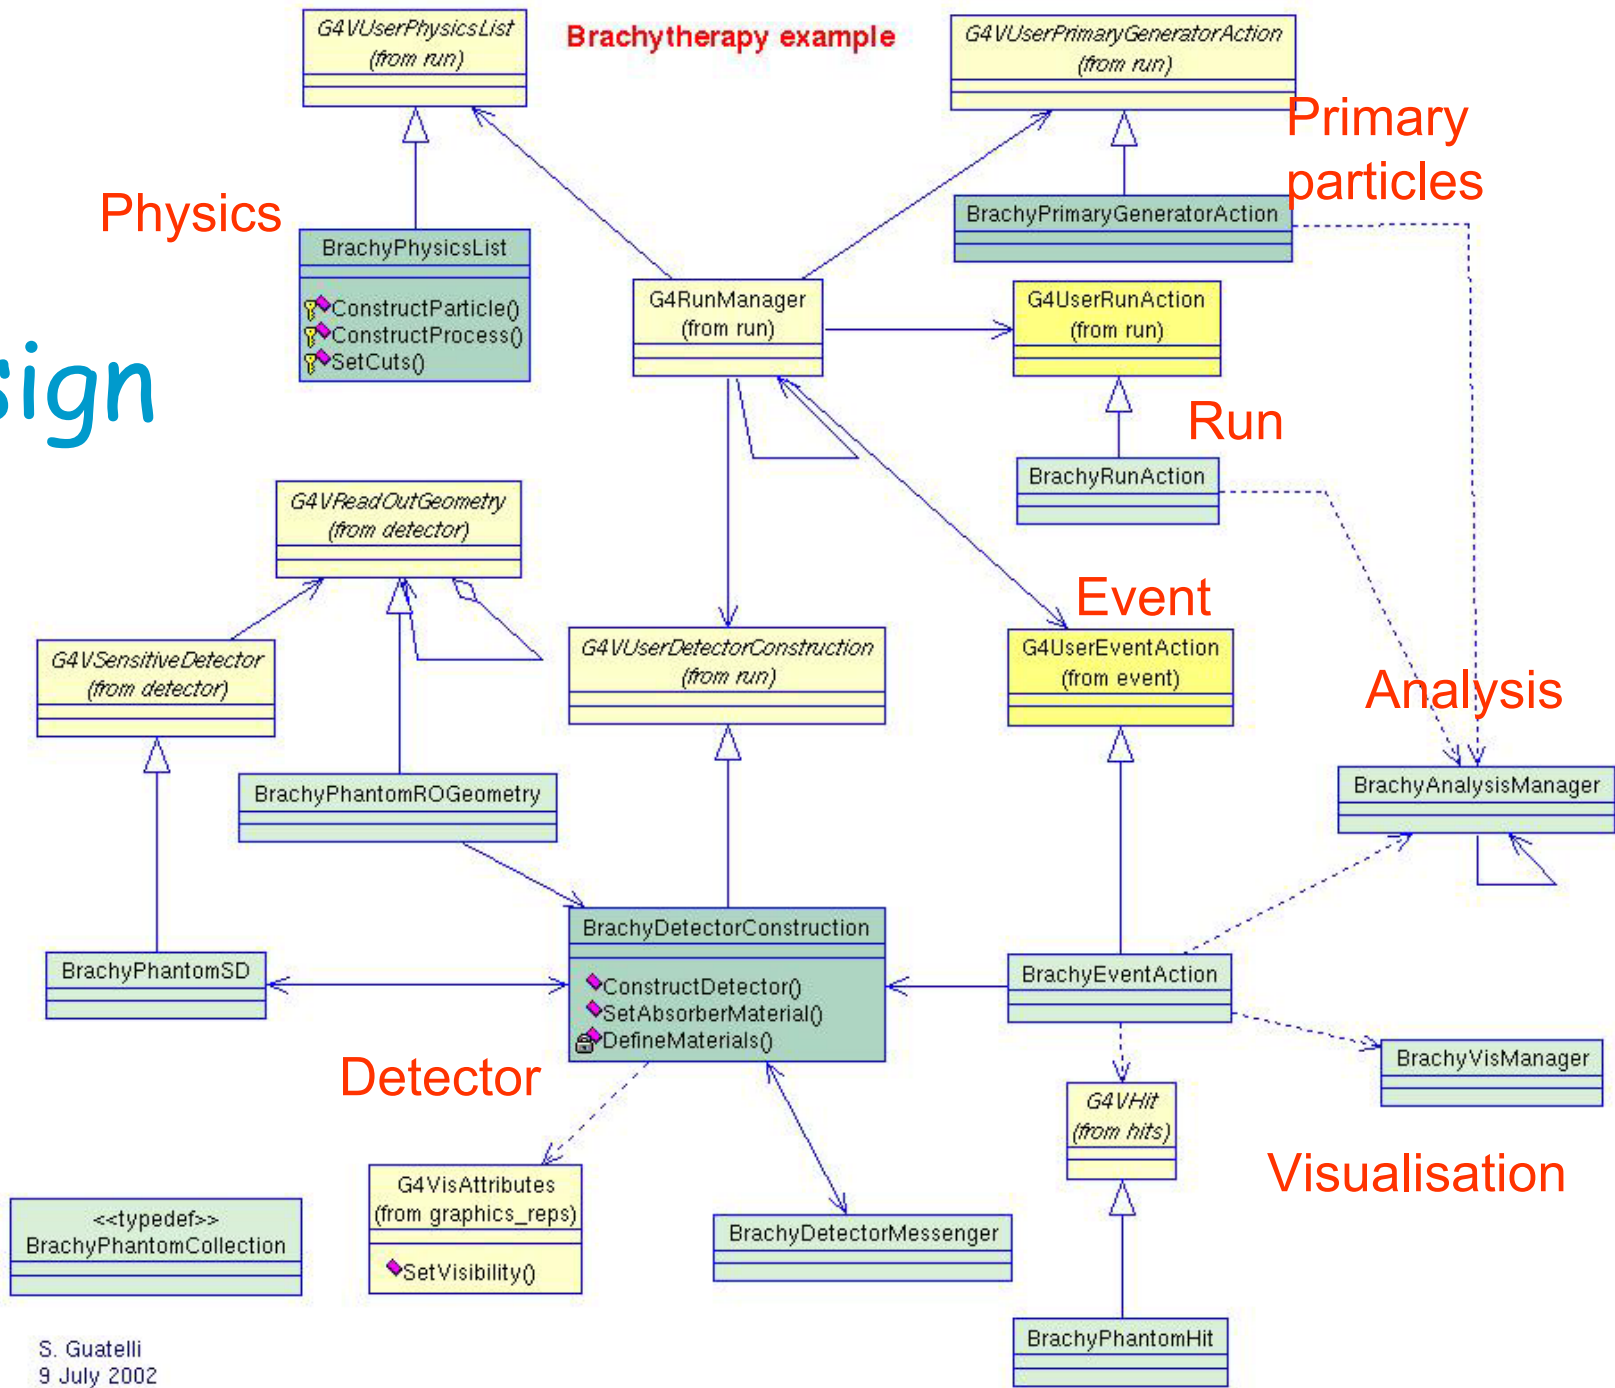 G4VUserPhysicsList
(from run)
Brachytherapy example
G4VUserPrimaryGeneratorAction
(from run)
Primary
particles
Physics
BrachyPhysicsList
ConstructParticle()
ConstructProcess()
SetCuts()
BrachyPrimaryGeneratorAction
G4RunManager
(from run)
G4UserRunAction
(from run)
sign
Run
BrachyRunAction
G4VReadOutGeometry
(from detector)
Event
G4VSensitiveDetector
(from detector)
G4VUserDetectorConstruction
(from run)
G4UserEventAction
(from event)
Analysis
BrachyPhantomROGeometry
BrachyAnalysisManager
BrachyDetectorConstruction
ConstructDetector()
SetAbsorberMaterial()
DefineMaterials()
BrachyPhantomSD
BrachyEventAction
Detector
BrachyVisManager
G4VHit
(from hits)
Visualisation
G4VisAttributes
(from graphics_reps)
SetVisibility()
<<typedef>>
BrachyPhantomCollection
BrachyDetectorMessenger
BrachyPhantomHit
S. Guatelli
9 July 2002